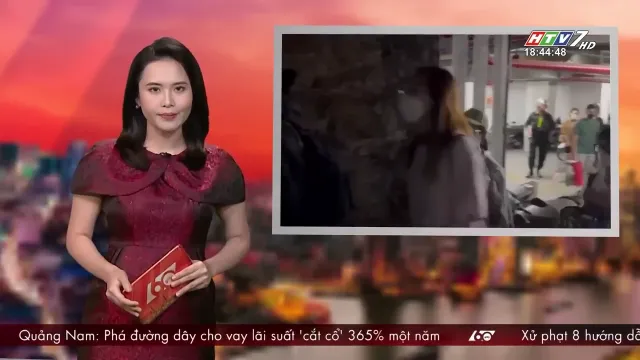 HTV7 HD
18:44:48
60
Quảng Nam: Phá đường dây cho vay lãi suất 'cắt cổ' 365% một năm 60 Xử phạt 8 hướng dẫ